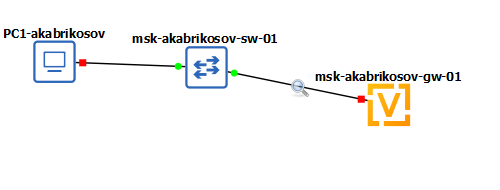 PC1-akabrikosov
msk-akabrikosov-sw-01
msk-akabrikosov-gw-01
V